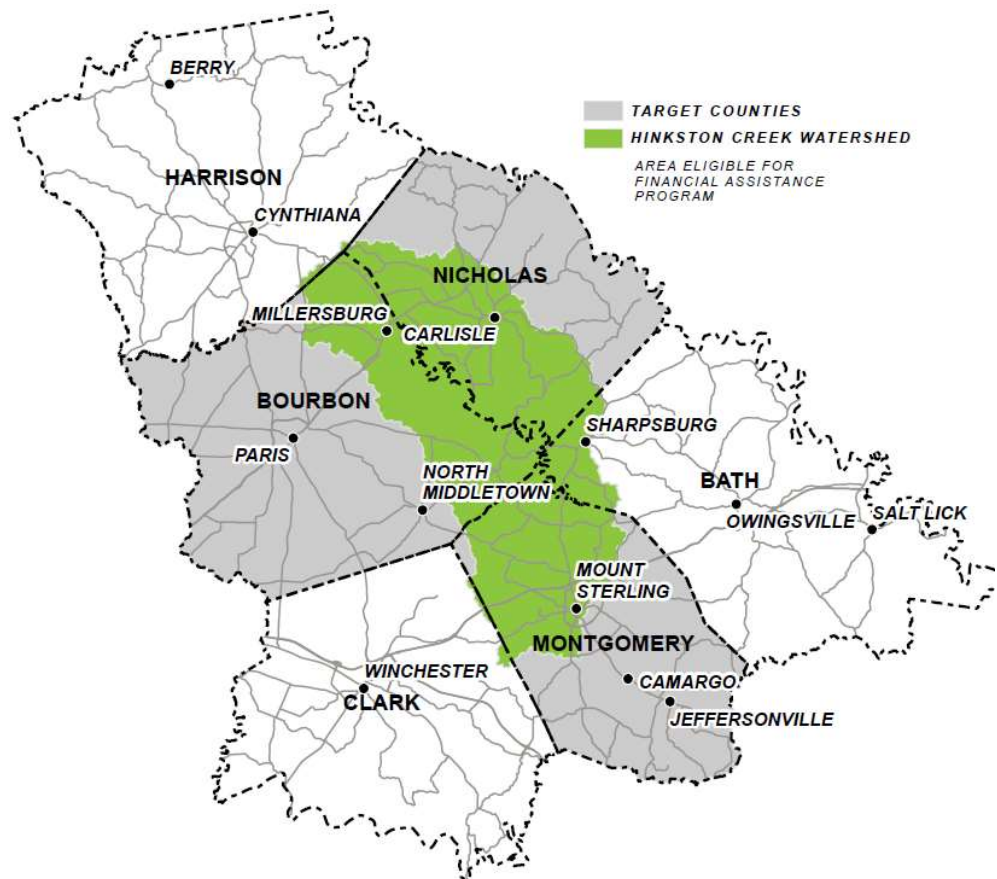 BERRY
TARGET COUNTIES
HINKSTON CREEK WATERSHED
AREA ELIGIBLE FOR
FINANCIAL ASSISTANCE
PROGRAM
HARRISON
CYNTHIANA
NICHOLAS
MILLERSBURG
CARLISLE
BOURBON
SHARPSBURG
PARIS
NORTH
MIDDLETOWN
BATH
OWINGSVILLE
SALT LICK
MOUNT
STERLING
MONTGOMERY
WINCHESTER
CLARK
CAMARGO
JEFFERSONVILLE